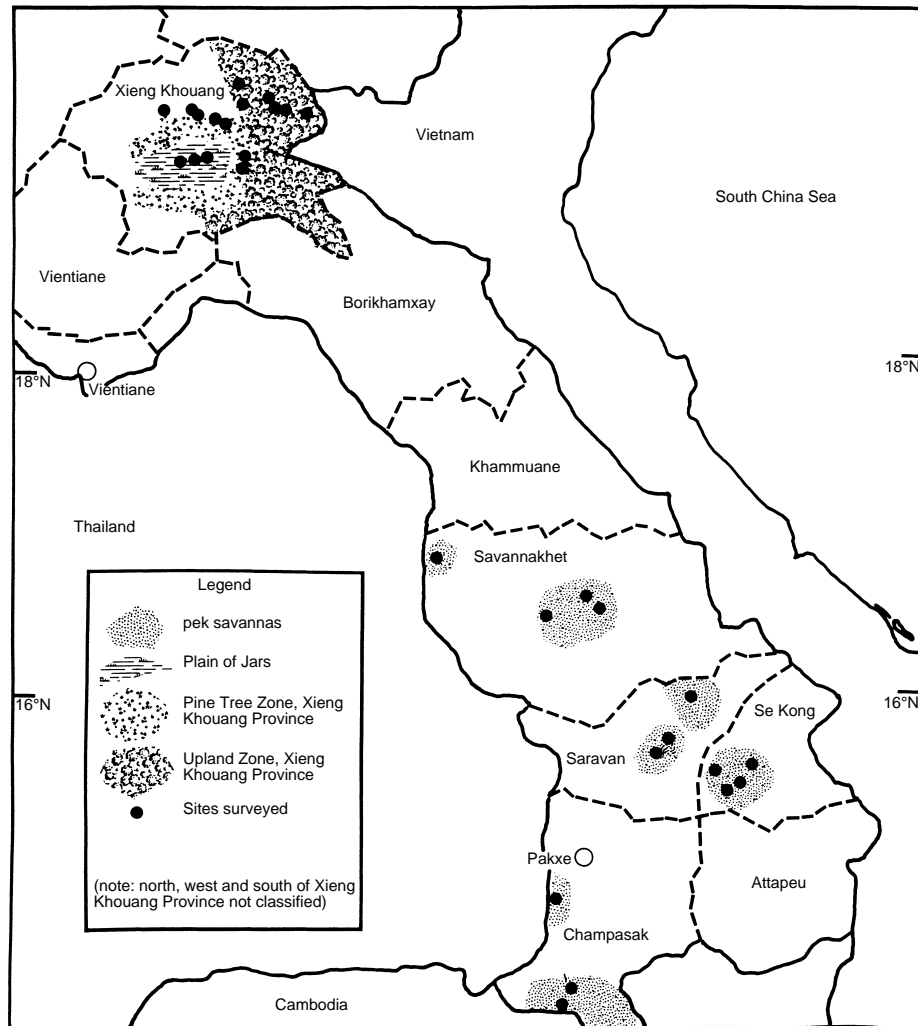 Xieng Khouang
Vietnam
South China Sea
Vientiane
Borikhamxay
18°N
18°N
Vientiane
Khammuane
Thailand
Savannakhet
Legend
pek savannas
Plain of Jars
Pine Tree Zone, Xieng
Khouang Province
Upland Zone, Xieng
Khouang Province
Sites surveyed
(note: north, west and south of Xieng
Khouang Province not classified)
16°N
16°N
Se Kong
Saravan
Pakxe
Attapeu
Champasak
Cambodia